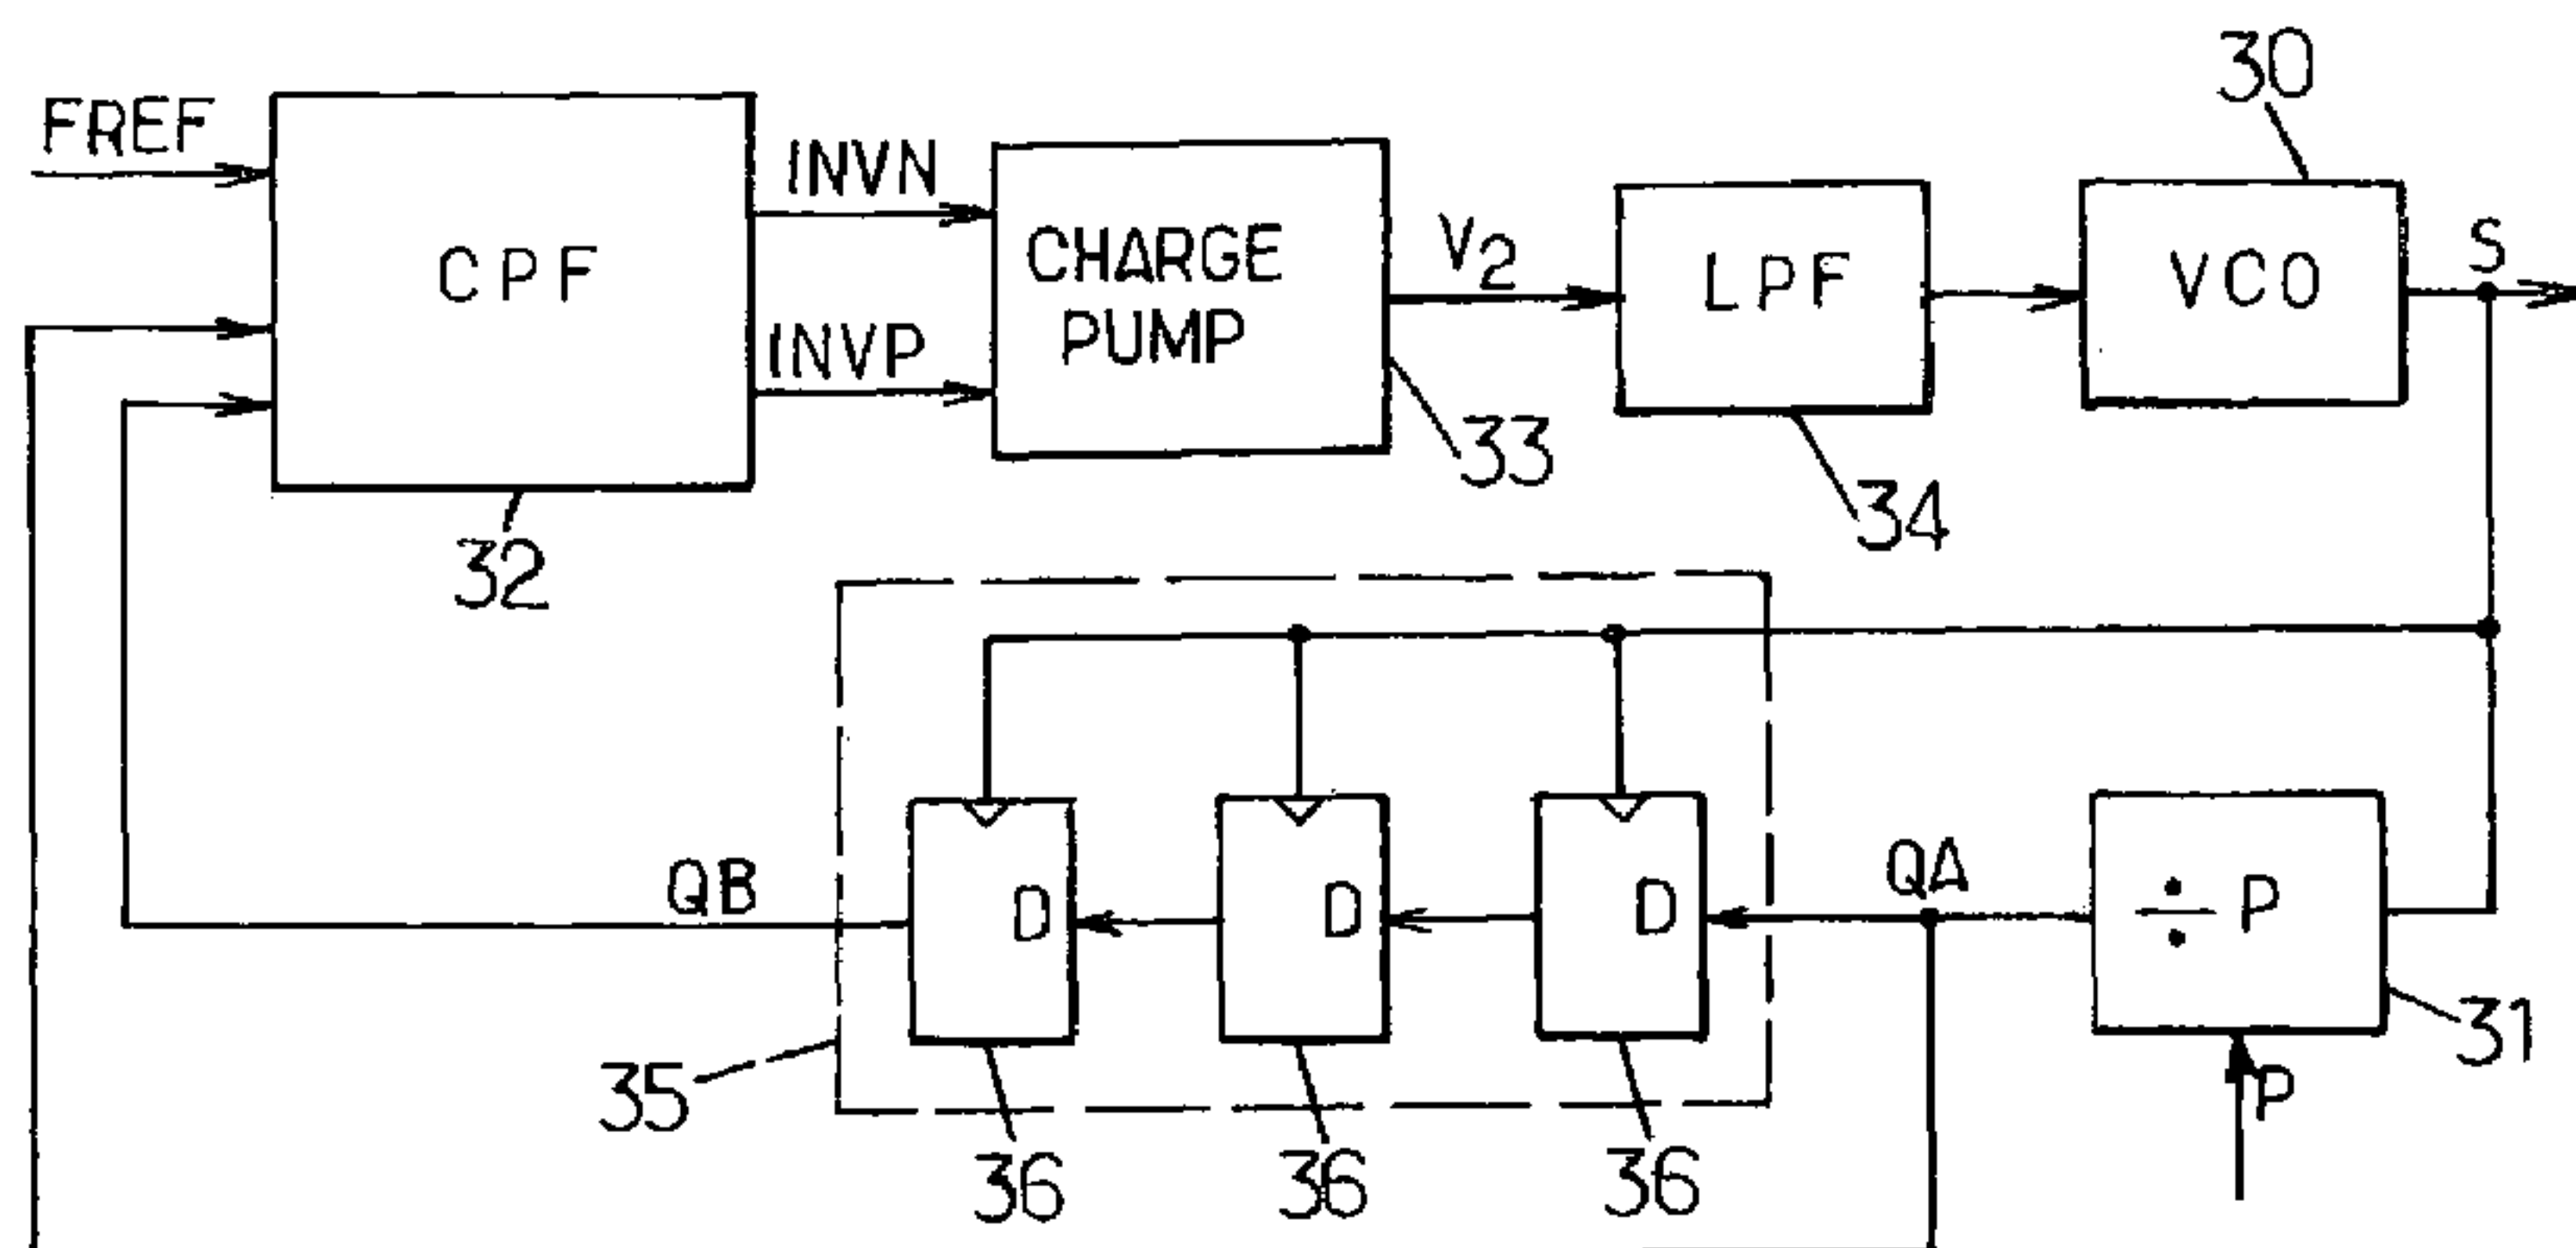 30
FREF
INVN
S
CPF
CHARGE
PUMP
V2
LPF
VCO
INVP
33
34
32
QB
D
D
D
QA
÷ P
31
P
35
36
36
36